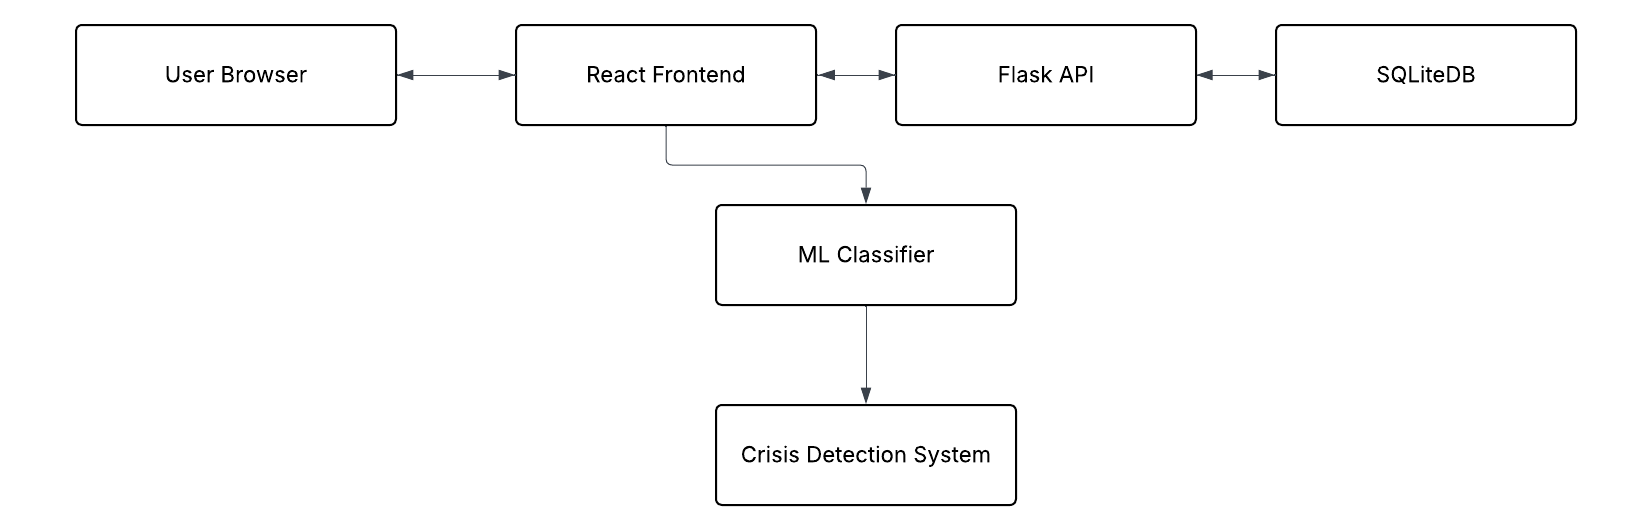 User Browser
React Frontend
Flask API
SQLiteDB
ML Classifier
Crisis Detection System